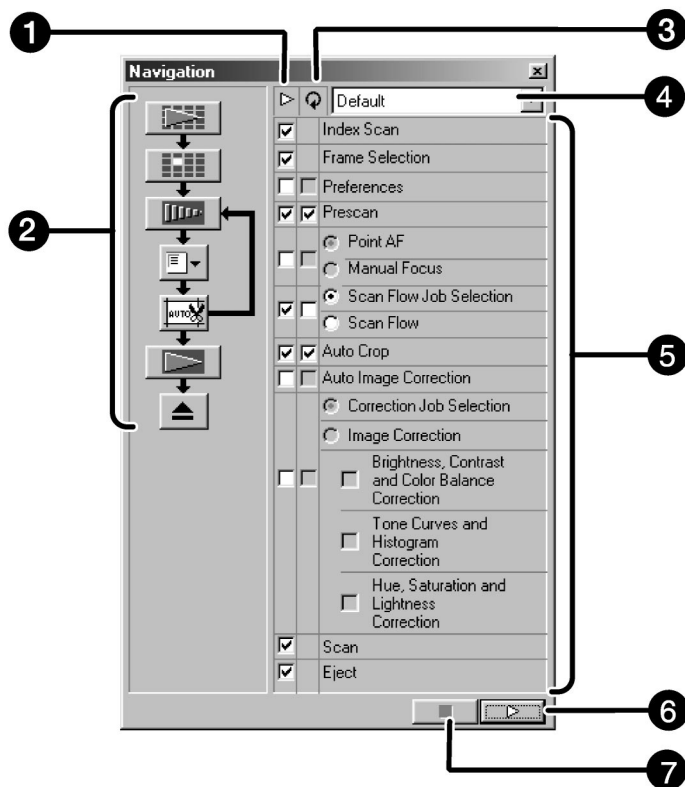 1
3
Navigation
Default
4
Index Scan
Frame Selection
Preferences
Prescan
2
Point AF
Manual Focus
Scan Flow Job Selection
AUTO
Scan Flow
Auto Crop
5
Auto Image Correction
Correction Job Selection
Image Correction
Brightness, Contrast
and Color Balance
Correction
Tone Curves and
Histogram
Correction
Hue, Saturation and
Lightness
Correction
Scan
Eject
6
7